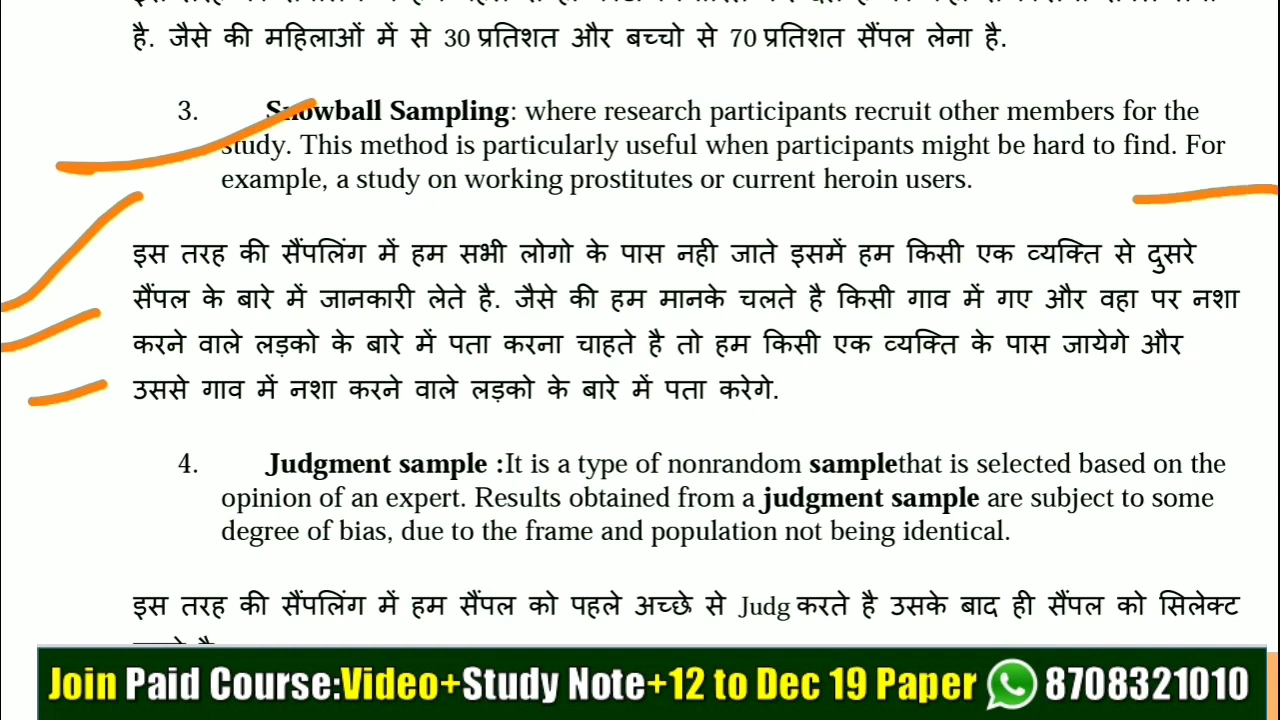 है. जैसे की महिलाओं में से 30 प्रतिशत और बच्चो से 70 प्रतिशत सैंपल लेना है.
3. Snowball Sampling: where research participants recruit other members for the
study. This method is particularly useful when participants might be hard to find. For
example, a study on working prostitutes or current heroin users.
इस तरह की सैंपलिंग में हम सभी लोगो के पास नही जाते इसमें हम किसी एक व्यक्ति से दुसरे
सैंपल के बारे में जानकारी लेते है. जैसे की हम मानके चलते है किसी गाव में गए और वहा पर नशा
करने वाले लड़को के बारे में पता करना चाहते है तो हम किसी एक व्यक्ति के पास जायेगे और
उससे गाव में नशा करने वाले लड़को के बारे में पता करेगे.
4. Judgment sample :It is a type of nonrandom samplethat is selected based on the
opinion of an expert. Results obtained from a judgment sample are subject to some
degree of bias, due to the frame and population not being identical.
इस तरह की सैंपलिंग में हम सैंपल को पहले अच्छे से Judg करते है उसके बाद ही सैंपल को सिलेक्ट
Join Paid Course:Video+Study Note+12 to Dec 19 Paper 8708321010